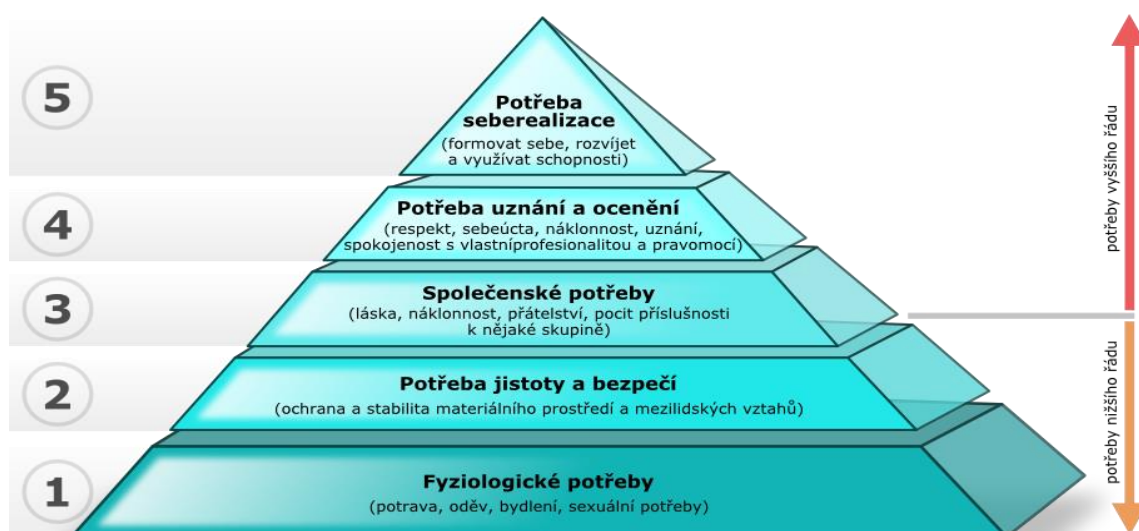 5
Potřeba
seberealizace
(formovat sebe, rozvíjet
a využívat schopnosti)
4
Potřeba uznání a ocenění
(respekt, sebeúcta, náklonnost, uznání,
spokojenost s vlastníprofesionalitou a pravomocí)
3
Společenské potřeby
(láska, náklonnost, přátelství, pocit příslušnosti
k nějaké skupině)
2
Potřeba jistoty a bezpečí
(ochrana a stabilita materiálního prostředí a mezilidských vztahů)
1
Fyziologické potřeby
(potrava, oděv, bydlení, sexuální potřeby)
potřeby vyššího řádu
potřeby nižšího řádu